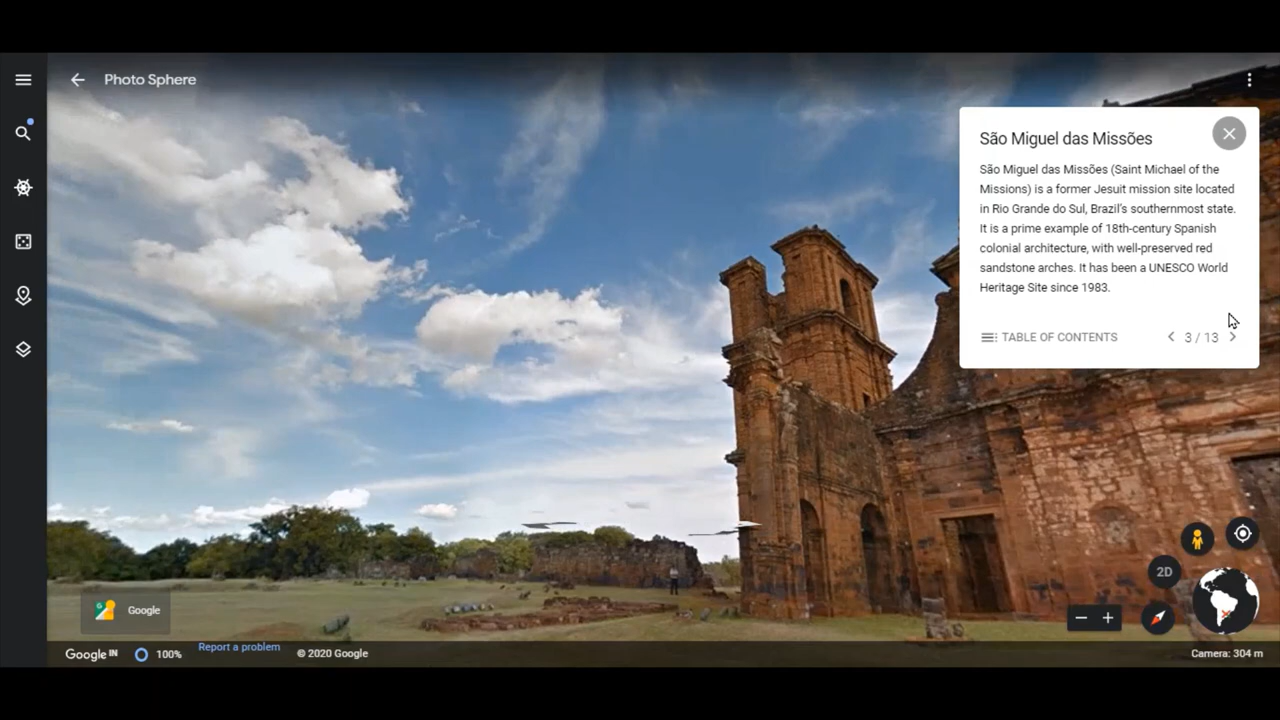 Photo Sphere
São Miguel das Missões
São Miguel das Missões (Saint Michael of the
Missions) is a former Jesuit mission site located
in Rio Grande do Sul, Brazil's southernmost state.
It is a prime example of 18th-century Spanish
colonial architecture, with well-preserved red
sandstone arches. It has been a UNESCO World
Heritage Site since 1983.
TABLE OF CONTENTS
3 / 13
2D
Google
Google IN
100%
Report a problem
© 2020 Google
Camera: 304 m